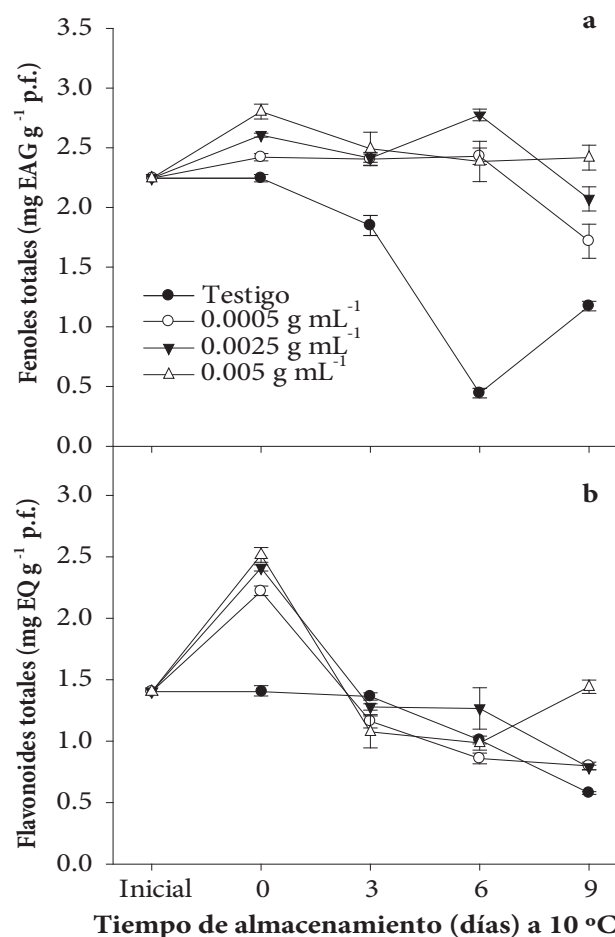 a
Fenoles totales (mg EAG g⁻¹ p.f.)
3.5
3.0
2.5
2.0
1.5
1.0
0.5
0.0
Testigo
0.0005 g mL⁻¹
0.0025 g mL⁻¹
0.005 g mL⁻¹
b
Flavonoides totales (mg EQ g⁻¹ p.f.)
3.0
2.5
2.0
1.5
1.0
0.5
0.0
Inicial 0 3 6 9
Tiempo de almacenamiento (días) a 10 ºC